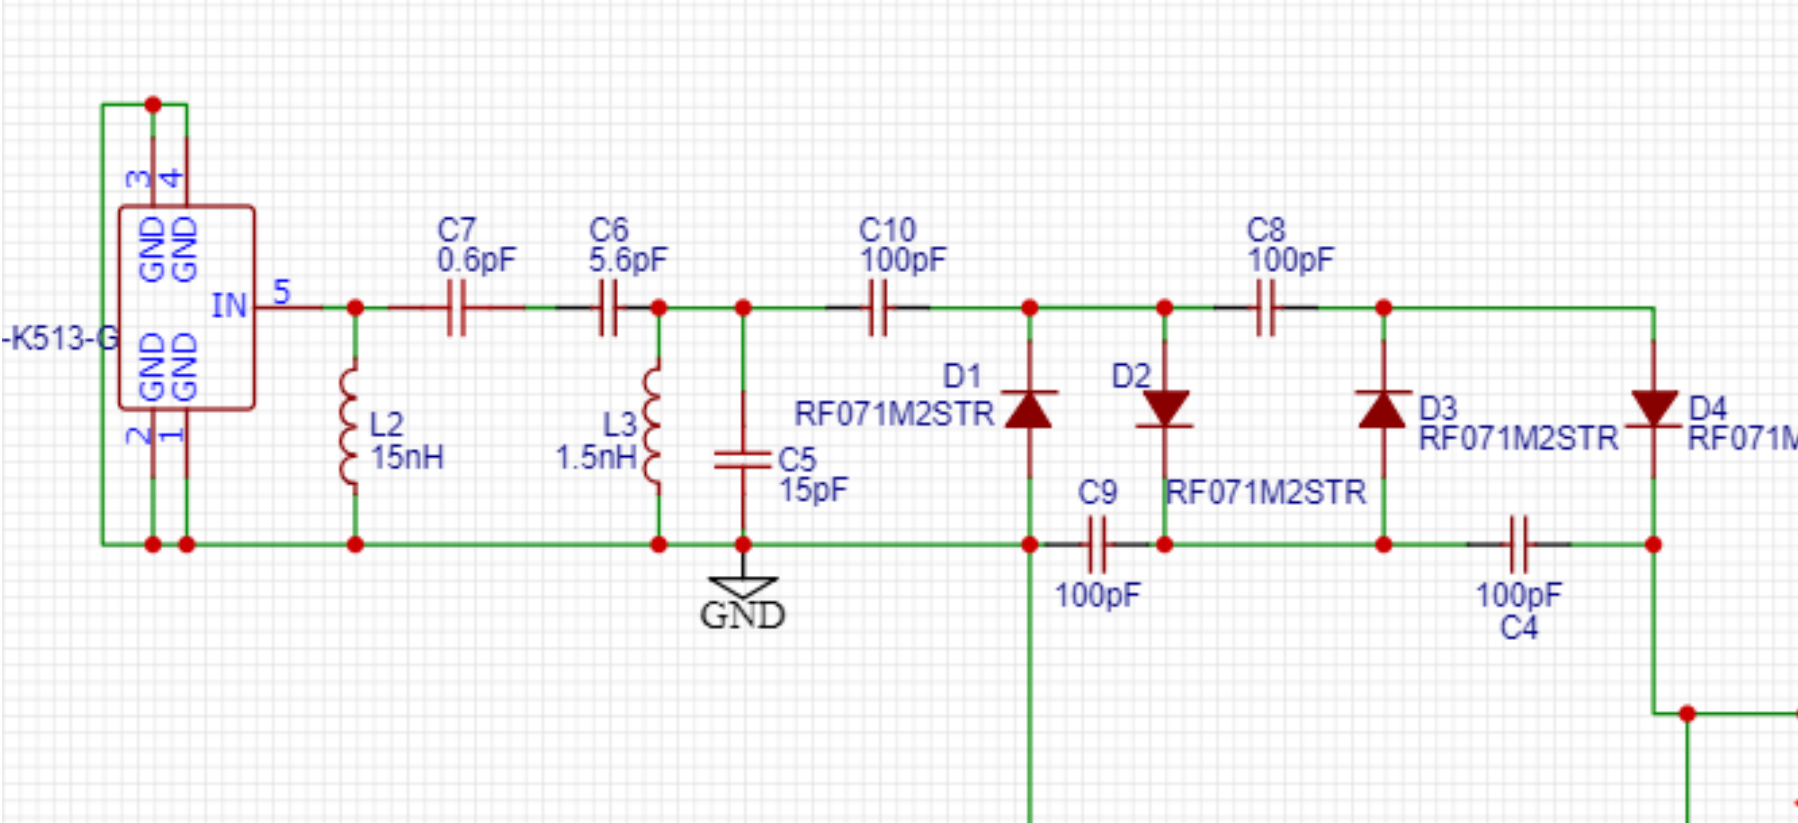 3
4
GND
GND
IN
5
GND
GND
2
1
-K513-G
C7
0.6pF
C6
5.6pF
C10
100pF
C8
100pF
L2
15nH
L3
1.5nH
C5
15pF
GND
D1
RF071M2STR
D2
RF071M2STR
D3
RF071M2STR
D4
RF071M
C9
100pF
100pF
C4